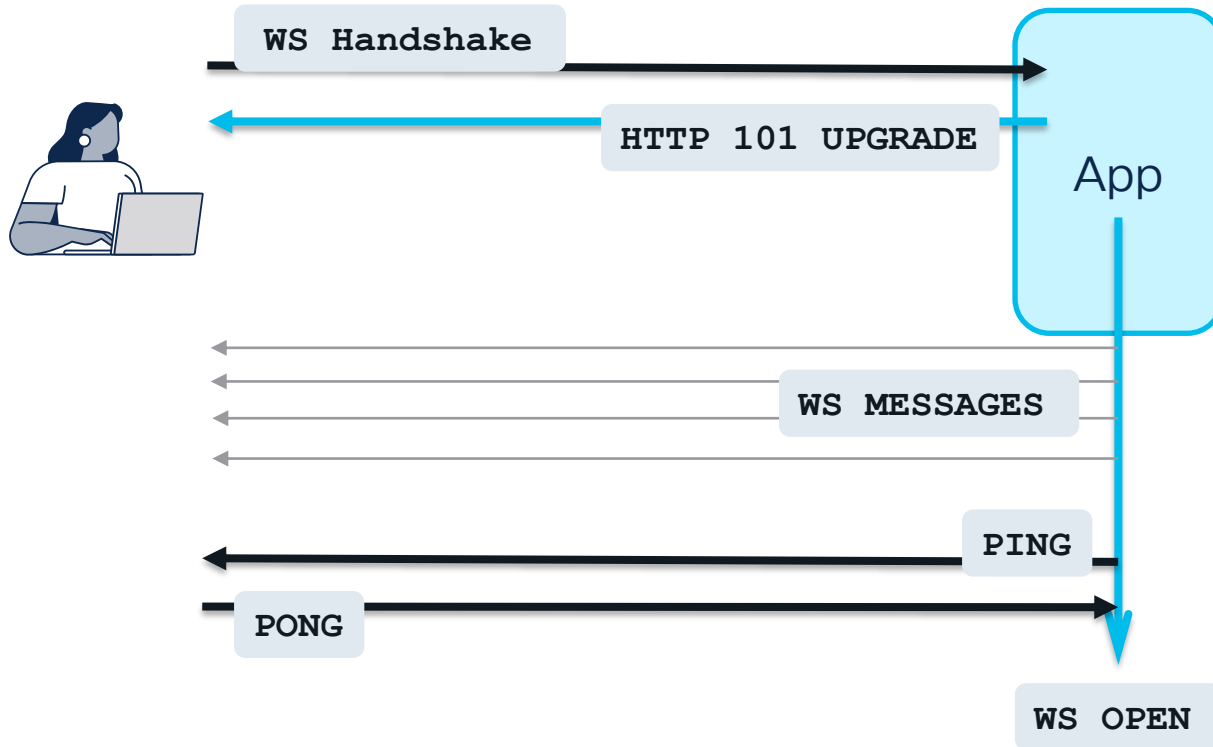 WS Handshake
HTTP 101 UPGRADE
App
WS MESSAGES
PING
PONG
WS OPEN